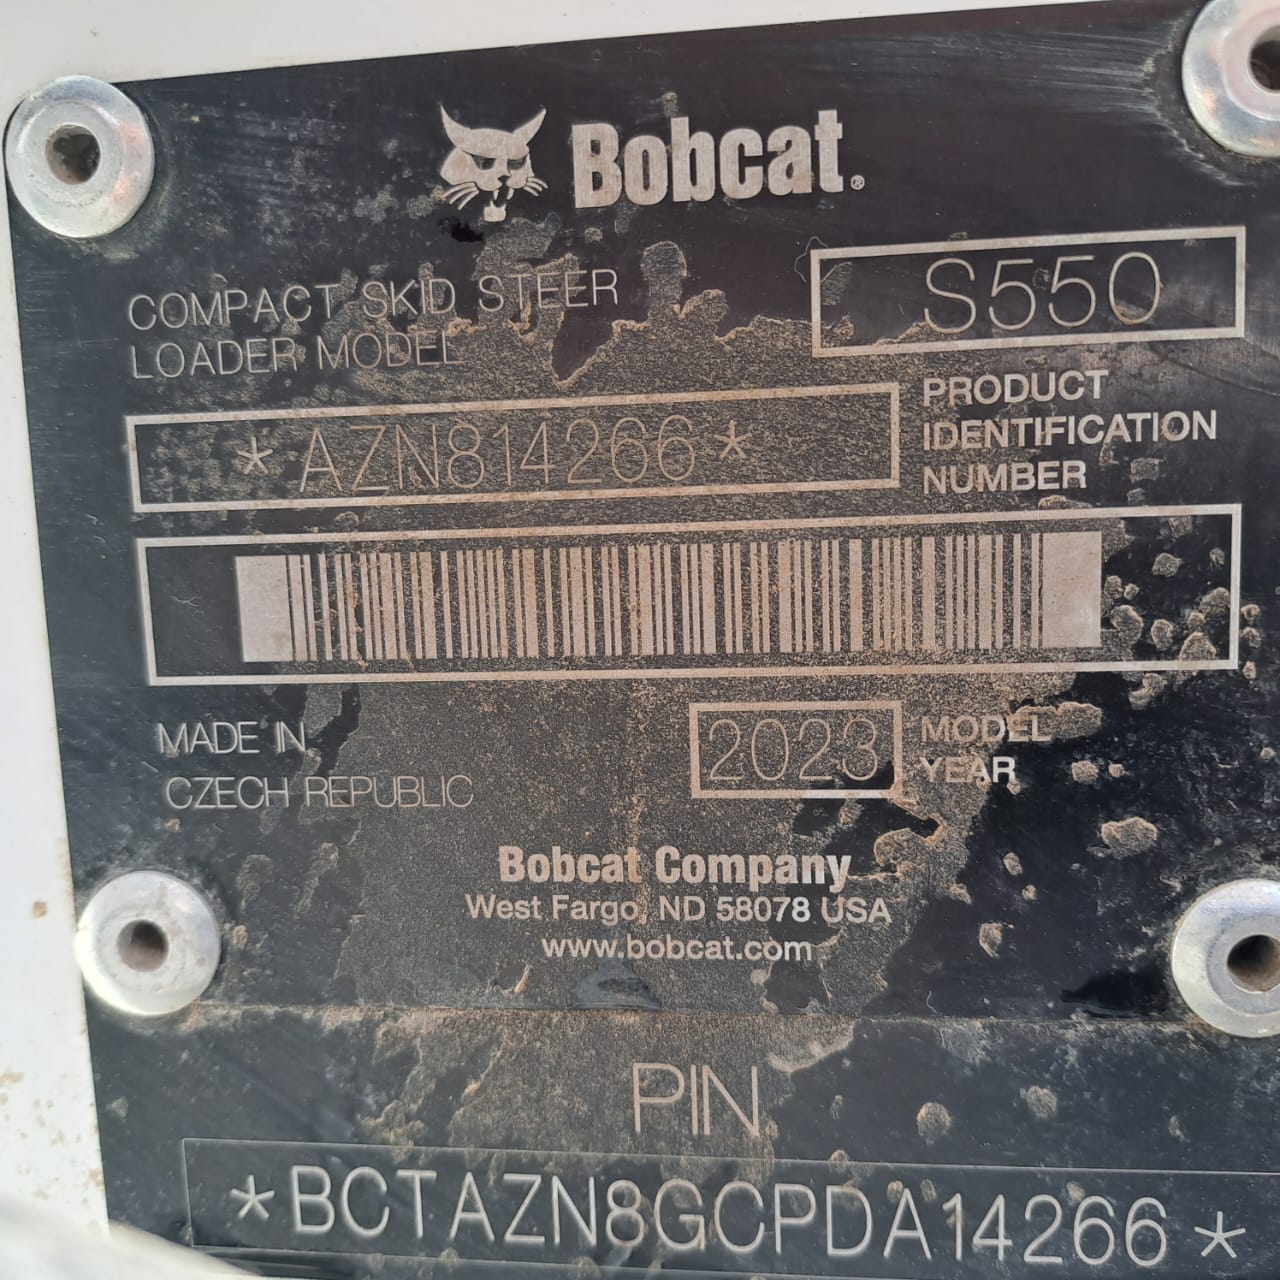 Bobcat®
COMPACT SKID STEER
LOADER MODEL
S550
*AZN814266*
PRODUCT
IDENTIFICATION
NUMBER
MADE IN
CZECH REPUBLIC
2023
MODEL
YEAR
Bobcat Company
West Fargo, ND 58078 USA
www.bobcat.com
PIN
*BCTAZN8GCPDA14266*